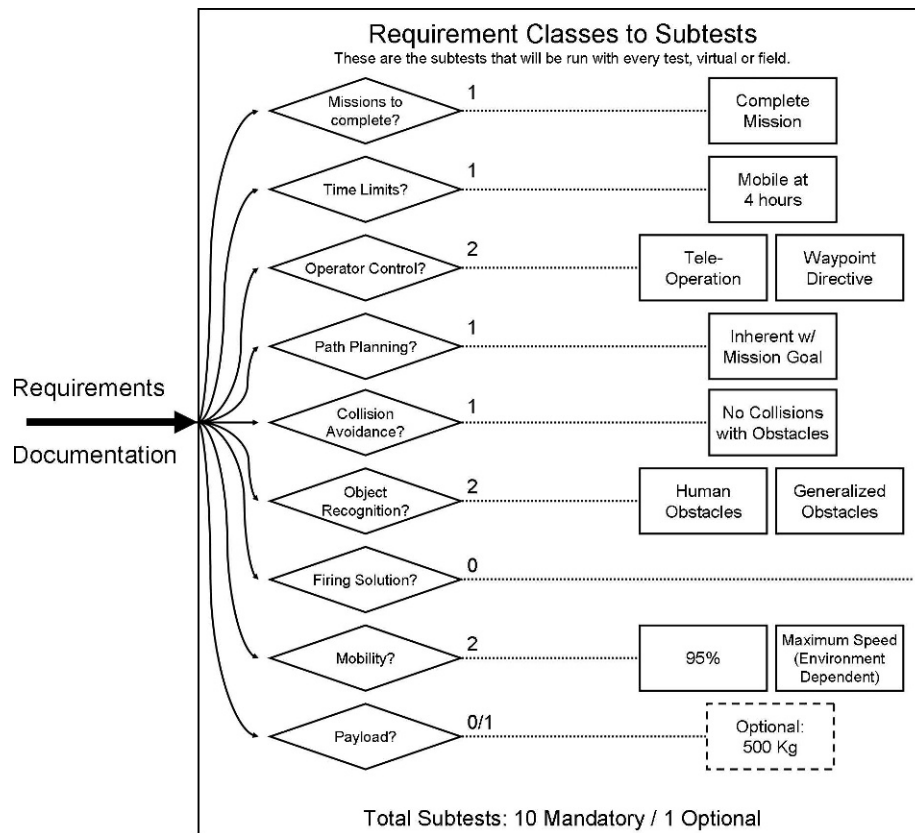 Requirement Classes to Subtests
These are the subtests that will be run with every test, virtual or field.
Missions to
complete?
1
Complete
Mission
Time Limits?
1
Mobile at
4 hours
Operator Control?
2
Tele-
Operation
Waypoint
Directive
Path Planning?
1
Inherent w/
Mission Goal
Requirements
Documentation
Collision
Avoidance?
1
No Collisions
with Obstacles
Object
Recognition?
2
Human
Obstacles
Generalized
Obstacles
Firing Solution?
0
Mobility?
2
95%
Maximum Speed
(Environment
Dependent)
Payload?
0/1
Optional:
500 Kg
Total Subtests: 10 Mandatory / 1 Optional